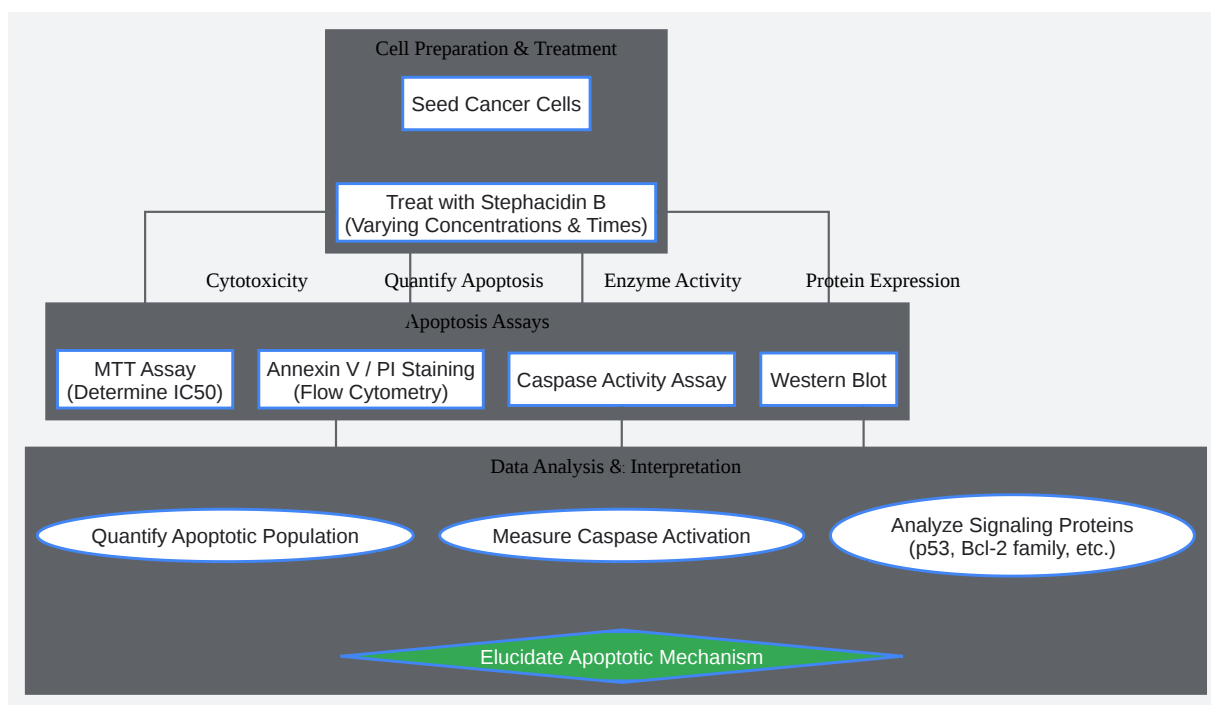 Cell Preparation & Treatment
Seed Cancer Cells
Treat with Stephacidin B
(Varying Concentrations & Times)
Cytotoxicity
Quantify Apoptosis
Enzyme Activity
Protein Expression
Apoptosis Assays
MTT Assay
(Determine IC50)
Annexin V / PI Staining
(Flow Cytometry)
Caspase Activity Assay
Western Blot
Data Analysis & Interpretation
Quantify Apoptotic Population
Measure Caspase Activation
Analyze Signaling Proteins
(p53, Bcl-2 family, etc.)
Elucidate Apoptotic Mechanism